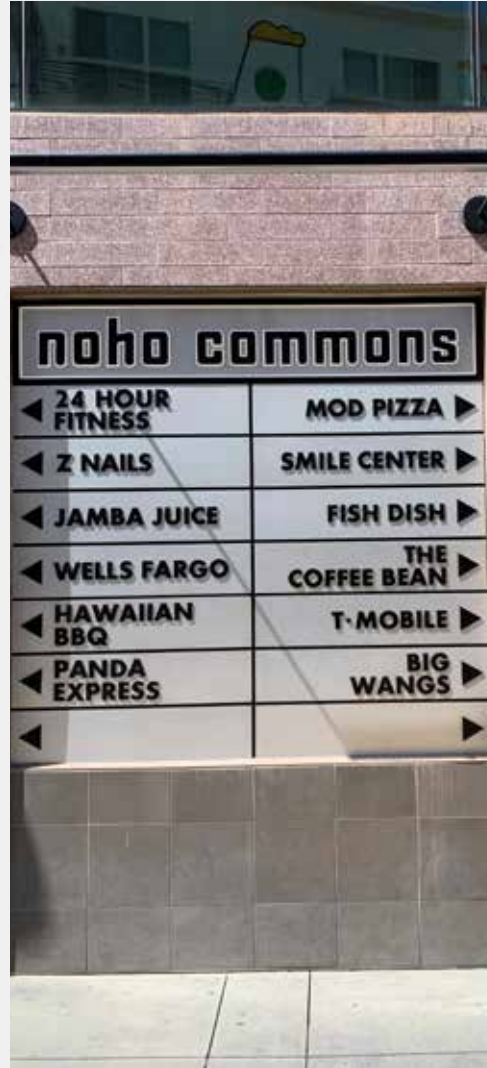 noho commons
24 HOUR
FITNESS
MOD PIZZA
Z NAILS
SMILE CENTER
JAMBA JUICE
FISH DISH
WELLS FARGO
THE
COFFEE BEAN
HAWAIIAN
BBQ
T·MOBILE
PANDA
EXPRESS
BIG
WANGS